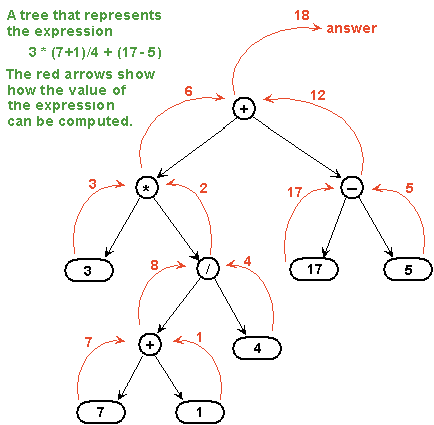 A tree that represents
the expression
3 * (7+1)/4 + (17 - 5)
The red arrows show
how the value of
the expression
can be computed.
18
answer
6
12
+
3
2
17
5
*
–
3
8
/
4
17
5
7
+
1
4
7
1